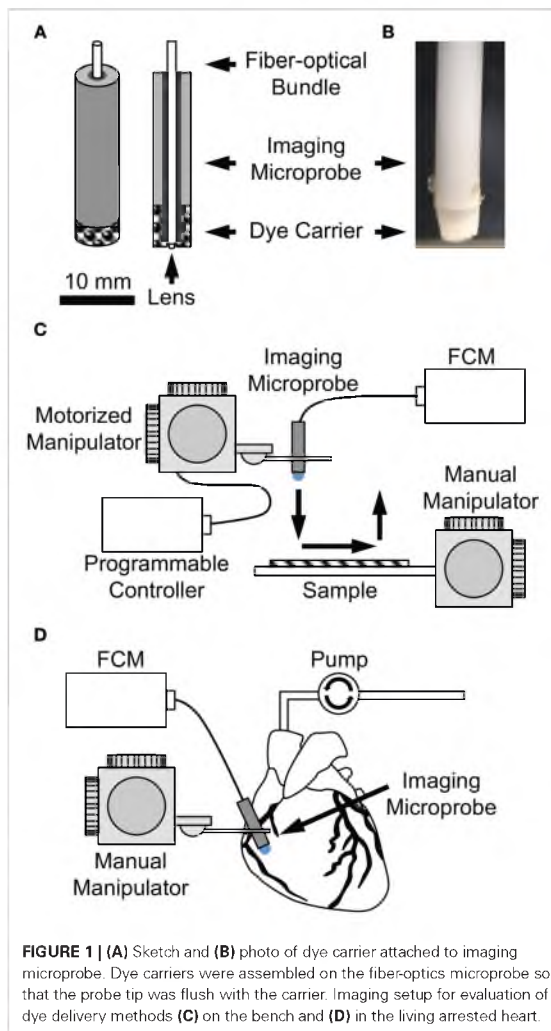 A
B
Fiber-optical
Bundle
Imaging
Microprobe
Dye Carrier
10 mm
Lens
C
Imaging
Microprobe
FCM
Motorized
Manipulator
Manual
Manipulator
Programmable
Controller
Sample
D
FCM
Pump
Imaging
Microprobe
Manual
Manipulator
FIGURE 1 | (A) Sketch and (B) photo of dye carrier attached to imaging
microprobe. Dye carriers were assembled on the fiber-optics microprobe so
that the probe tip was flush with the carrier. Imaging setup for evaluation of
dye delivery methods (C) on the bench and (D) in the living arrested heart.